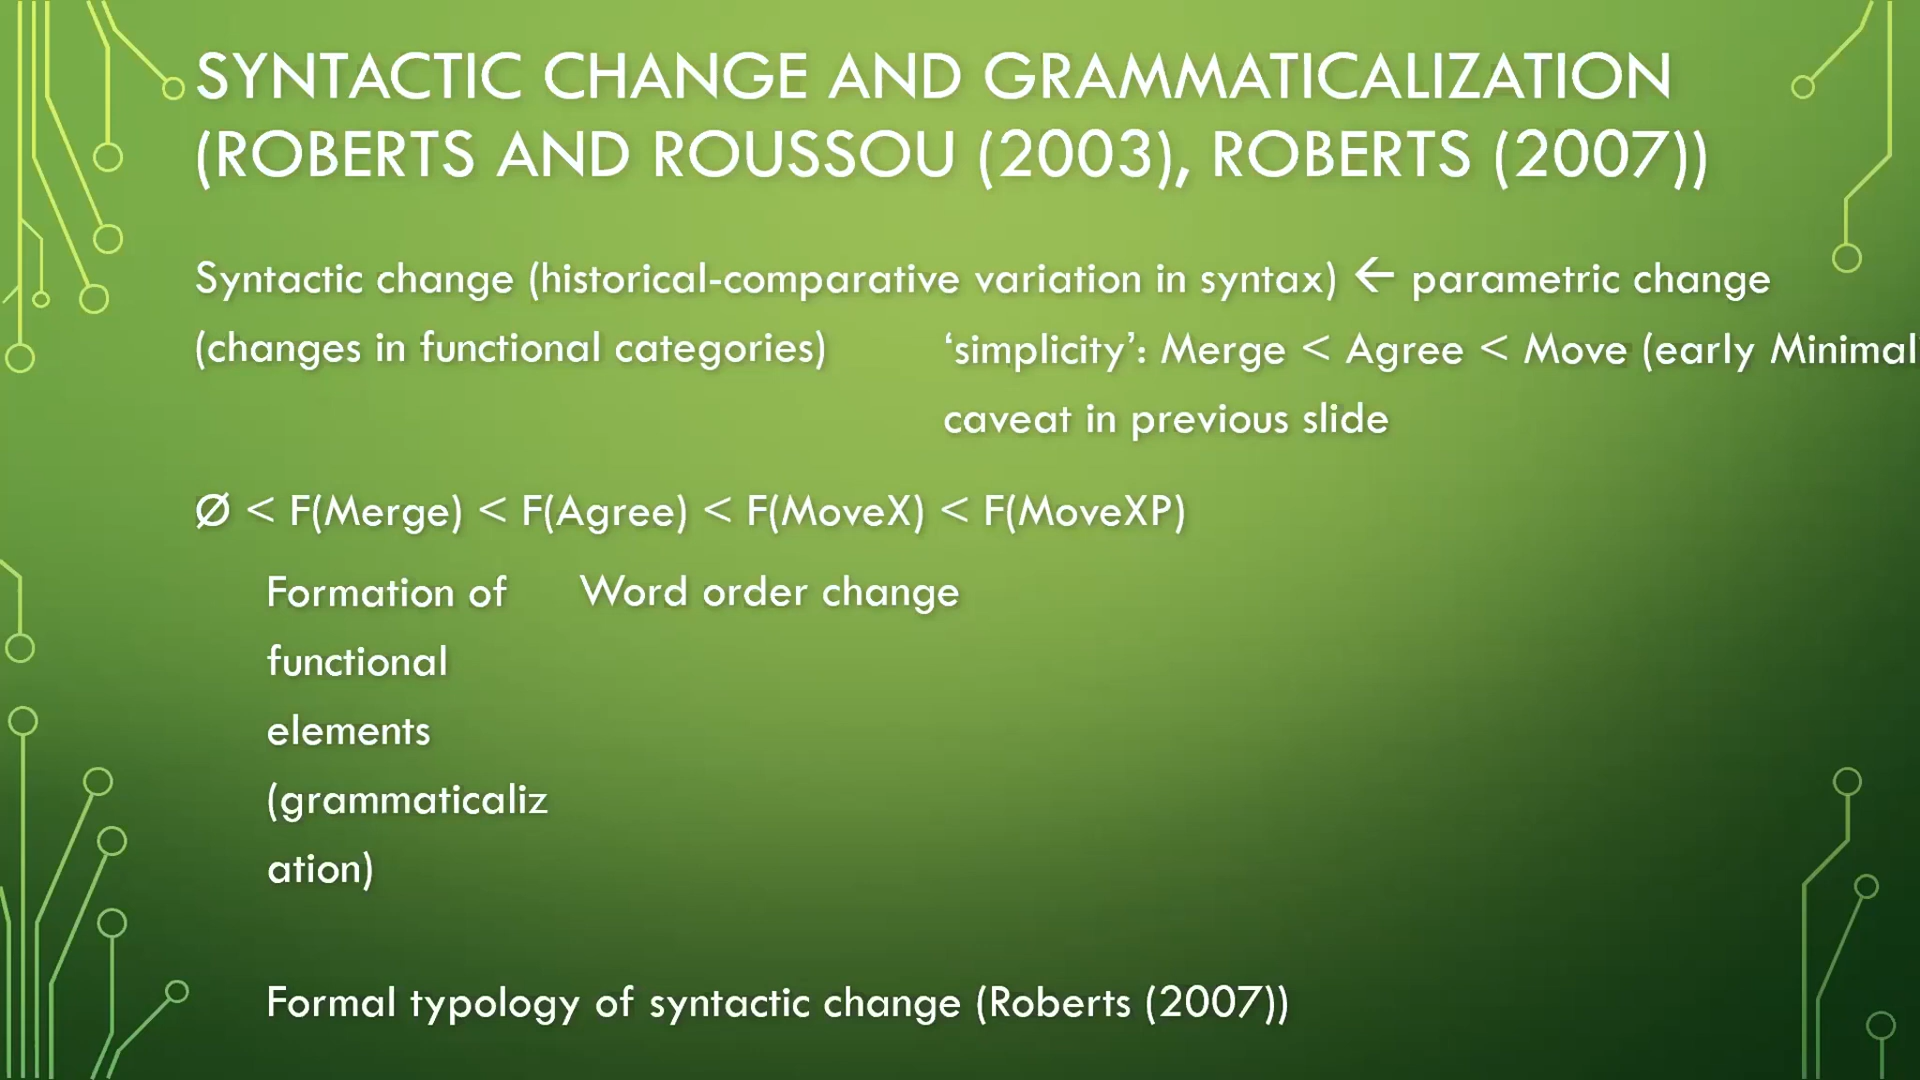 SYNTACTIC CHANGE AND GRAMMATICALIZATION
(ROBERTS AND ROUSSOU (2003), ROBERTS (2007))
Syntactic change (historical-comparative variation in syntax) ← parametric change
(changes in functional categories)
‘simplicity’: Merge < Agree < Move (early Minimal
caveat in previous slide
Ø < F(Merge) < F(Agree) < F(MoveX) < F(MoveXP)
Formation of
functional
elements
(grammaticaliz
ation)
Word order change
Formal typology of syntactic change (Roberts (2007))